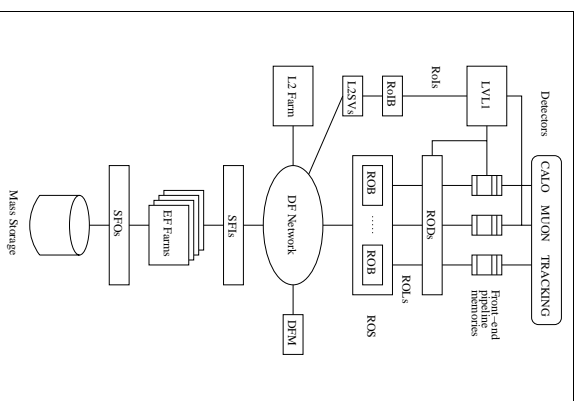 Detectors
CALO MUON TRACKING
LVL1
Front-end
pipeline
memories
RoIs
RODs
RoIB
ROLs
L2SVs
ROB
.....
ROB
ROS
L2 Farm
DF Network
DFM
SFIs
EF Farms
SFOs
Mass Storage